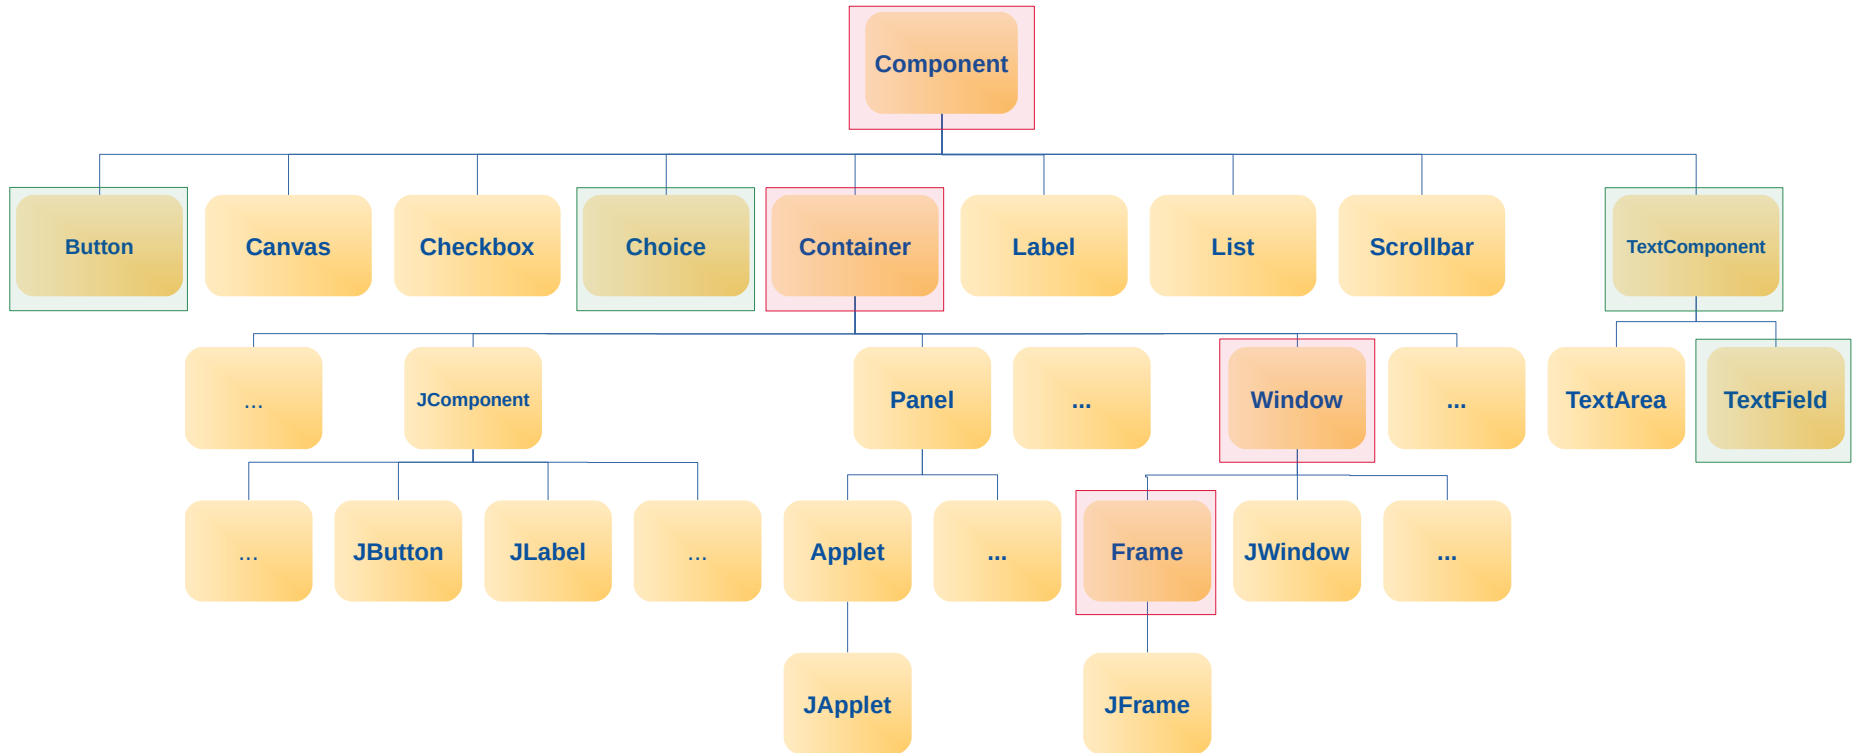 Component
Button
Canvas
Checkbox
Choice
Container
Label
List
Scrollbar
TextComponent
...
JComponent
Panel
...
Window
...
TextArea
TextField
...
JButton
JLabel
...
Applet
...
Frame
JWindow
...
JApplet
JFrame